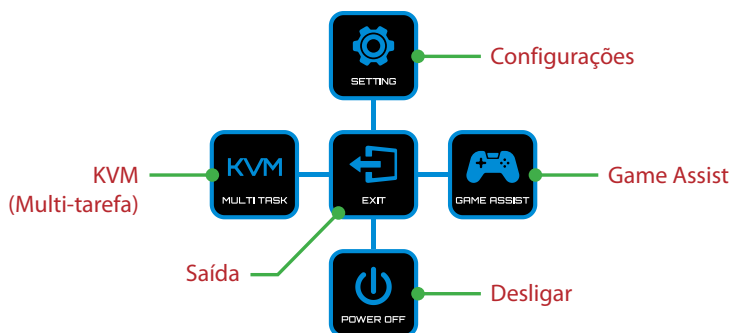 SETTING
Configurações
KVM
MULTI TASK
EXIT
GAME ASSIST
KVM
(Multi-tarefa)
Game Assist
Saída
POWER OFF
Desligar